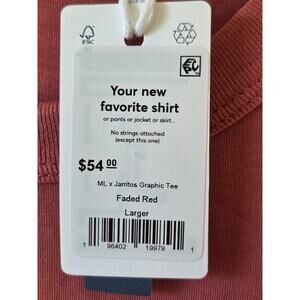 FSC
Your new
favorite shirt
or pants or jacket or skirt...
No strings attached
(except this one)
$54.00
ML x Jarritos Graphic Tee
Faded Red
Larger
1 96402 19979 1